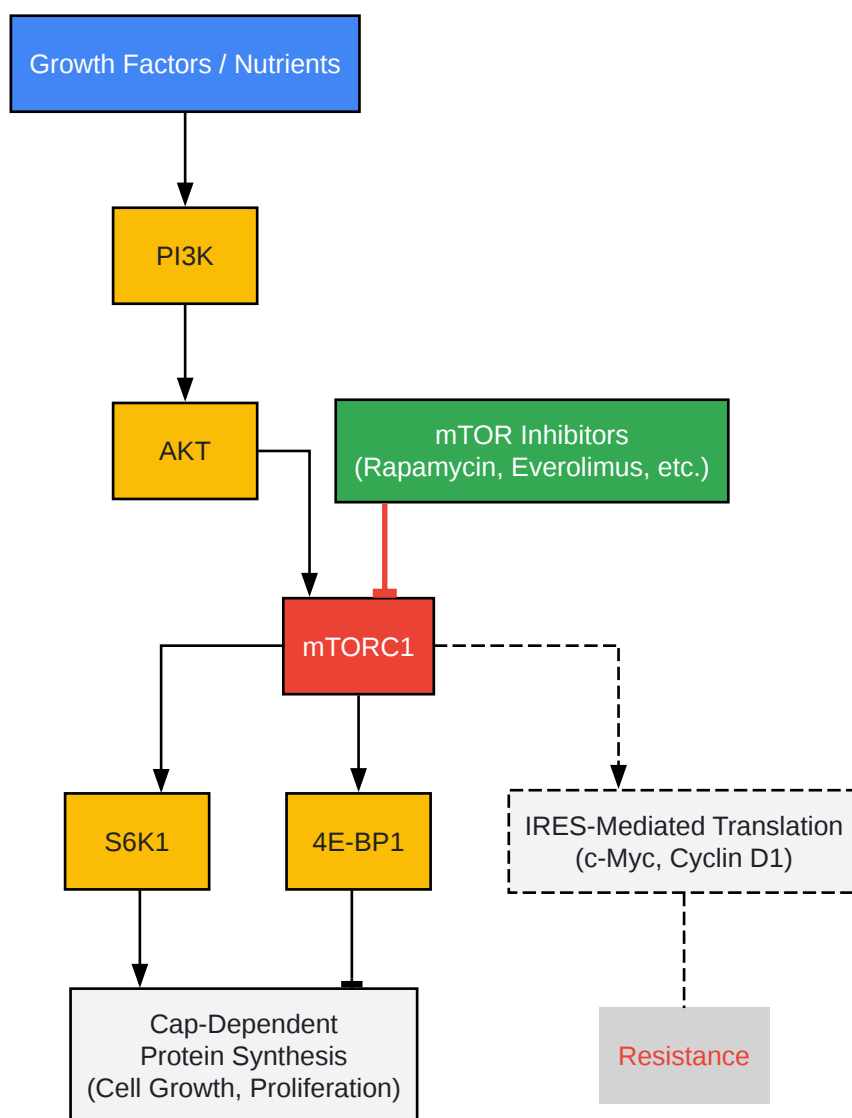 Growth Factors / Nutrients
PI3K
AKT
mTOR Inhibitors
(Rapamycin, Everolimus, etc.)
mTORC1
S6K1
4E-BP1
IRES-Mediated Translation
(c-Myc, Cyclin D1)
Cap-Dependent
Protein Synthesis
(Cell Growth, Proliferation)
Resistance